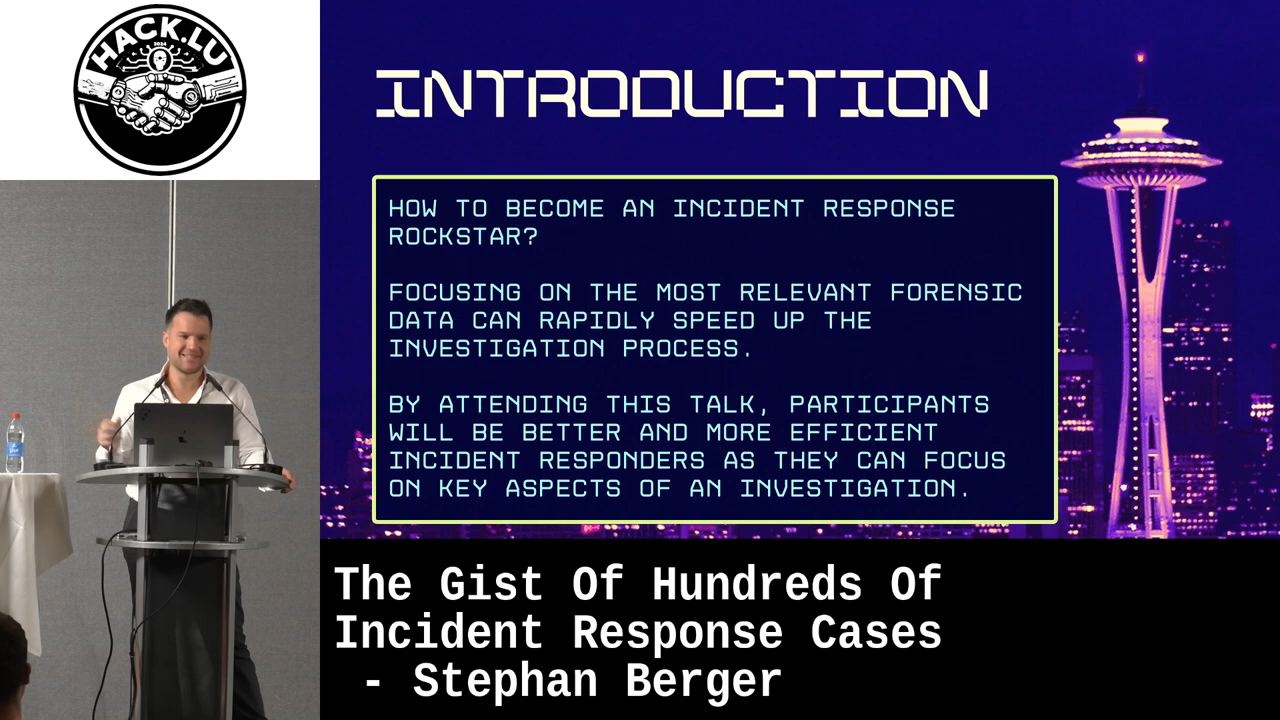 HACK.LU
2024
INTRODUCTION
HOW TO BECOME AN INCIDENT RESPONSE
ROCKSTAR?
FOCUSING ON THE MOST RELEVANT FORENSIC
DATA CAN RAPIDLY SPEED UP THE
INVESTIGATION PROCESS.
BY ATTENDING THIS TALK, PARTICIPANTS
WILL BE BETTER AND MORE EFFICIENT
INCIDENT RESPONDERS AS THEY CAN FOCUS
ON KEY ASPECTS OF AN INVESTIGATION.
The Gist Of Hundreds Of
Incident Response Cases
- Stephan Berger